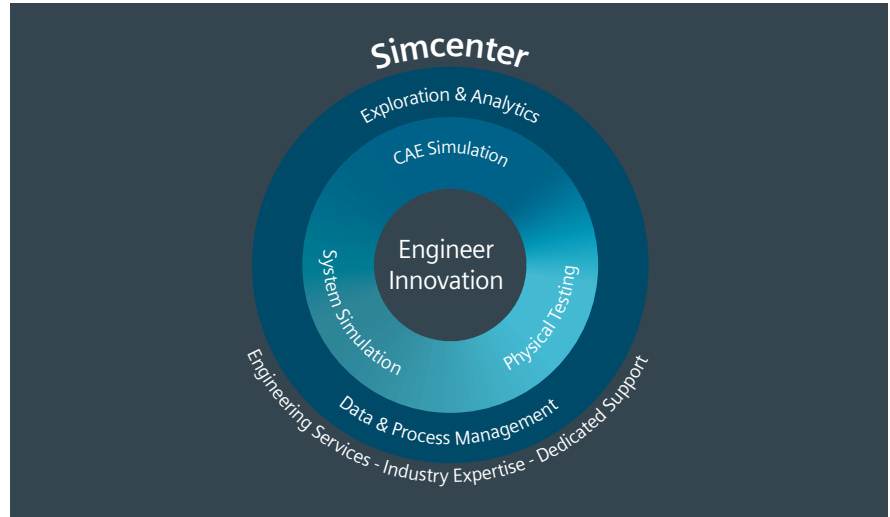 Simcenter
Exploration & Analytics
CAE Simulation
Engineer
Innovation
System Simulation
Physical Testing
Data & Process Management
Engineering Services - Industry Expertise - Dedicated Support